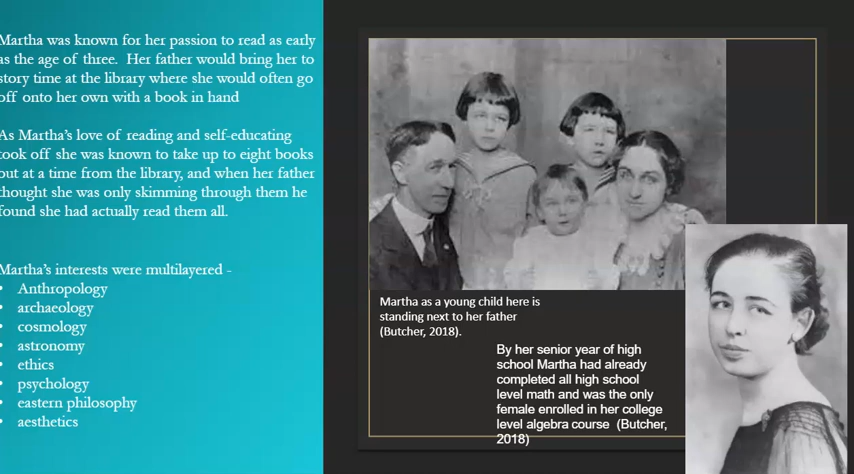 Martha was known for her passion to read as early
as the age of three. Her father would bring her to
story time at the library where she would often go
off onto her own with a book in hand
As Martha's love of reading and self-educating
took off she was known to take up to eight books
out at a time from the library, and when her father
thought she was only skimming through them he
found she had actually read them all.
Martha's interests were multilayered -
• Anthropology
• archaeology
• cosmology
• astronomy
• ethics
• psychology
• eastern philosophy
• aesthetics
Martha as a young child here is
standing next to her father
(Butcher, 2018).
By her senior year of high
school Martha had already
completed all high school
level math and was the only
female enrolled in her college
level algebra course (Butcher,
2018)